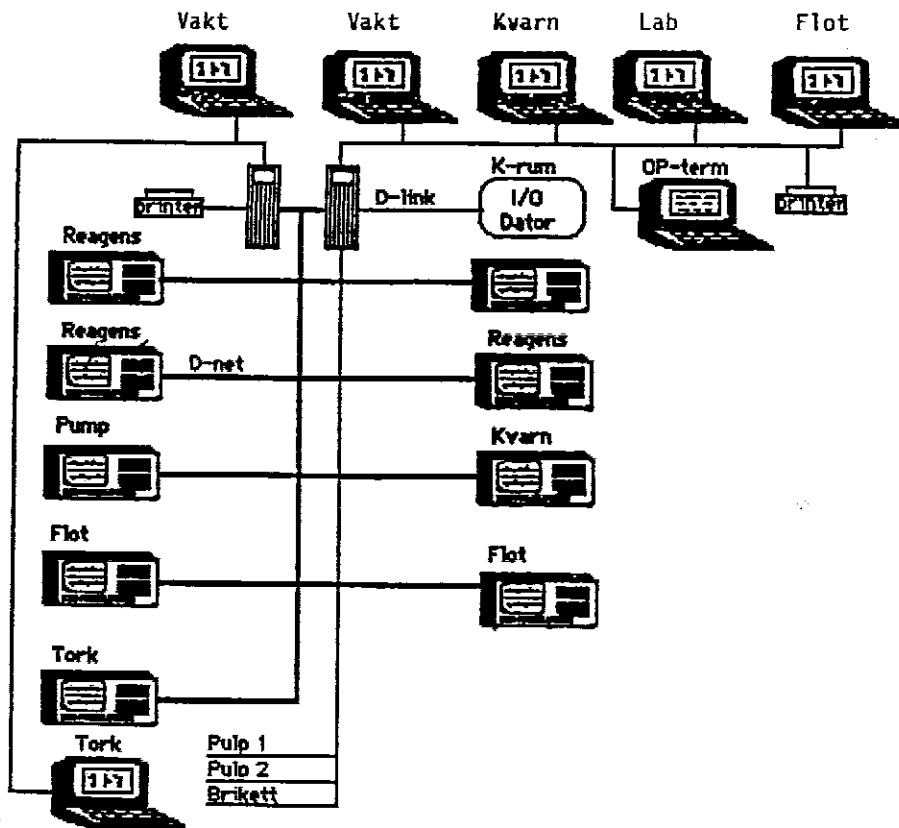 Vakt
Vakt
Kvarn
Lab
Flot
K-rum
OP-term
printer
D-link
I/O
Dator
printer
Reagens
Reagens
Reagens
D-net
Pump
Kvarn
Flot
Flot
Tork
Tork
Pulp 1
Pulp 2
Brikett